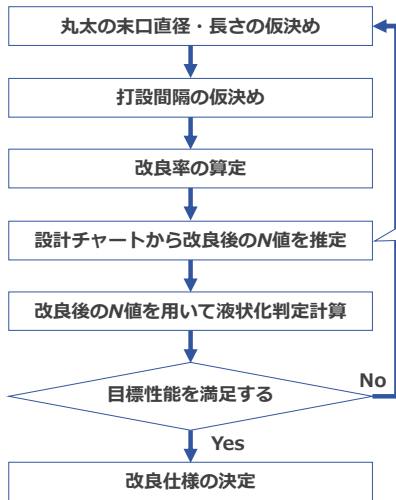 丸太の末口直径・長さの仮決め
打設間隔の仮決め
改良率の算定
設計チャートから改良後のN値を推定
改良後のN値を用いて液状化判定計算
目標性能を満足する
No
Yes
改良仕様の決定